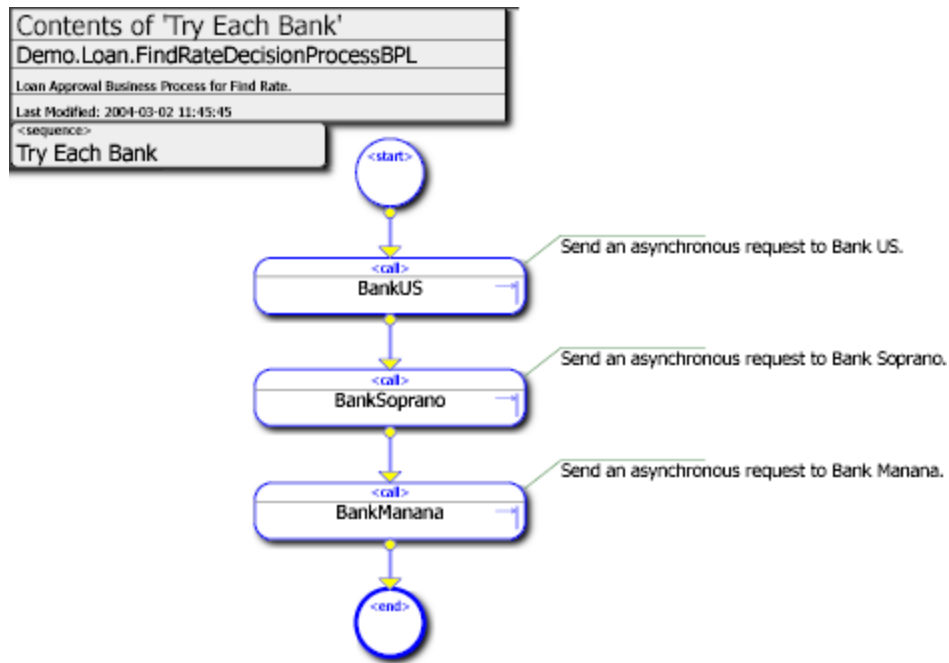 Contents of 'Try Each Bank'
Demo.Loan.FindRateDecisionProcessBPL
Loan Approval Business Process for Find Rate.
Last Modified: 2004-03-02 11:45:45
<sequence>
Try Each Bank
<start>
Send an asynchronous request to Bank US.
<call>
BankUS
Send an asynchronous request to Bank Soprano.
<call>
BankSoprano
Send an asynchronous request to Bank Manana.
<call>
BankManana
<end>